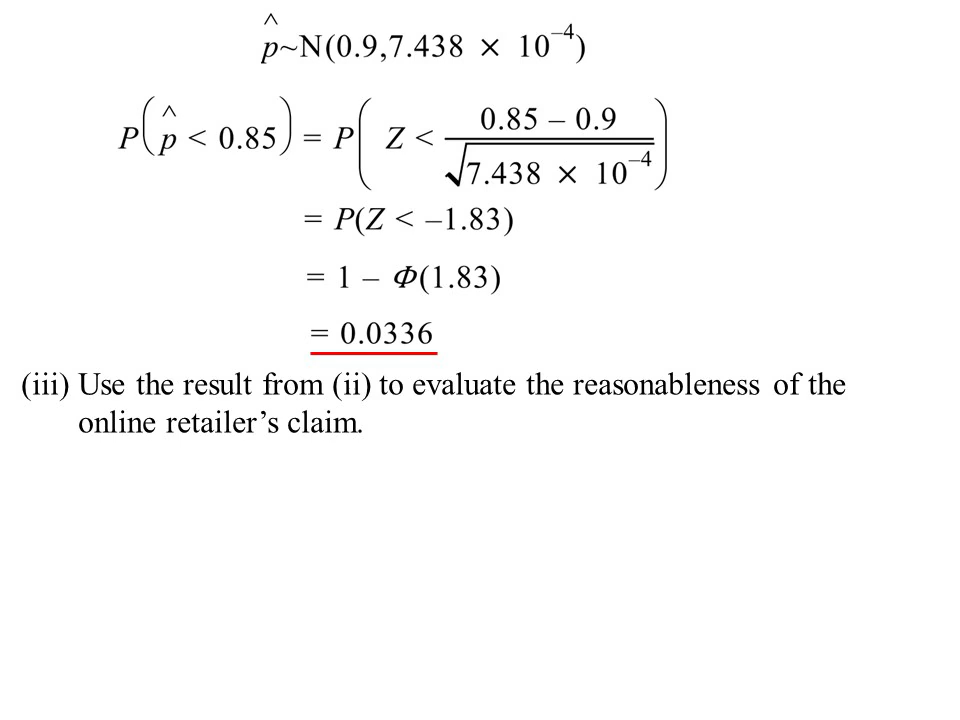 p̂~N(0.9,7.438 × 10⁻⁴)
P(p̂ < 0.85) = P( Z < (0.85 – 0.9)/√(7.438 × 10⁻⁴) )
= P(Z < –1.83)
= 1 – Φ(1.83)
= 0.0336
(iii) Use the result from (ii) to evaluate the reasonableness of the
online retailer’s claim.